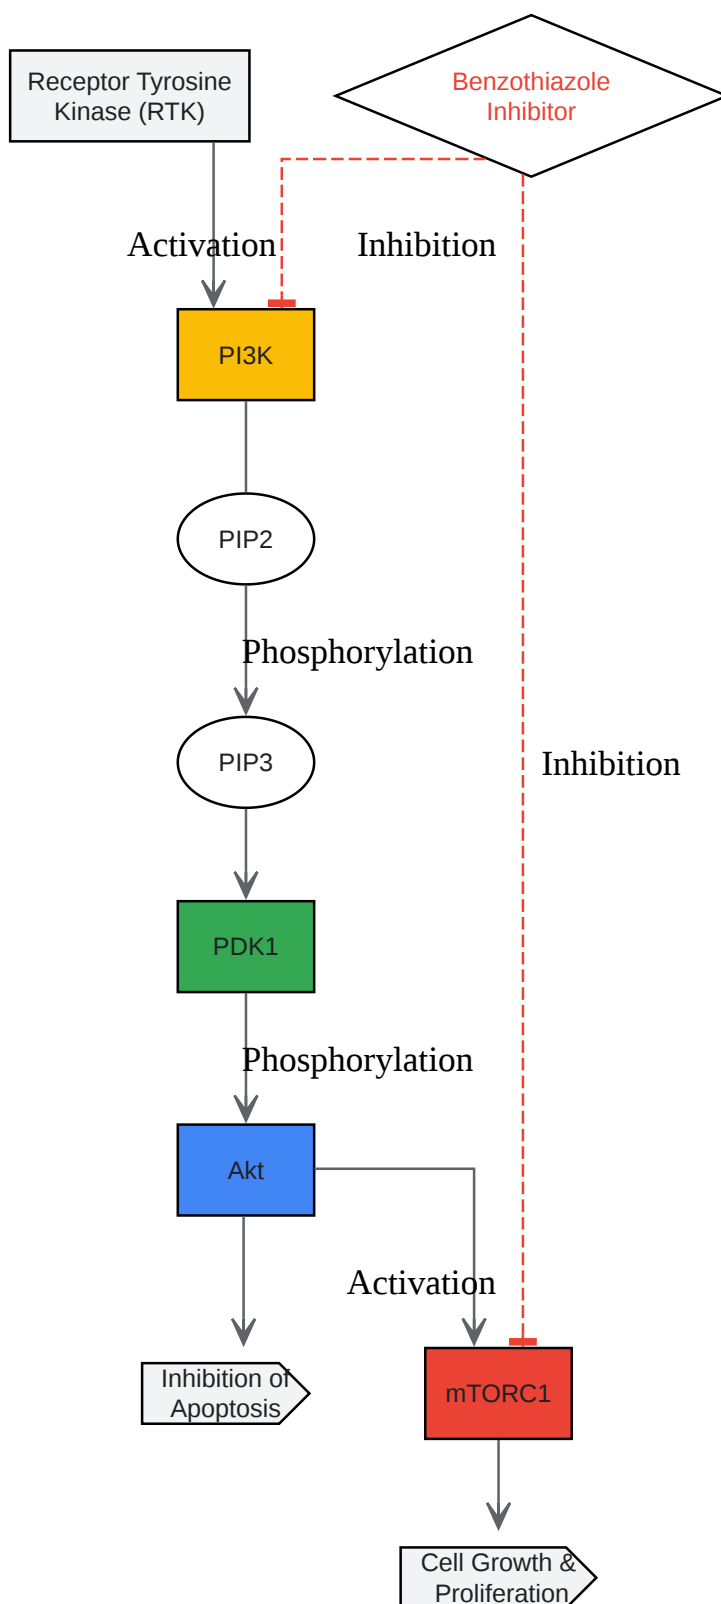 Receptor Tyrosine
Kinase (RTK)
Benzothiazole
Inhibitor
Activation
Inhibition
PI3K
PIP2
Phosphorylation
PIP3
Inhibition
PDK1
Phosphorylation
Akt
Activation
Inhibition of
Apoptosis
mTORC1
Cell Growth &
Proliferation